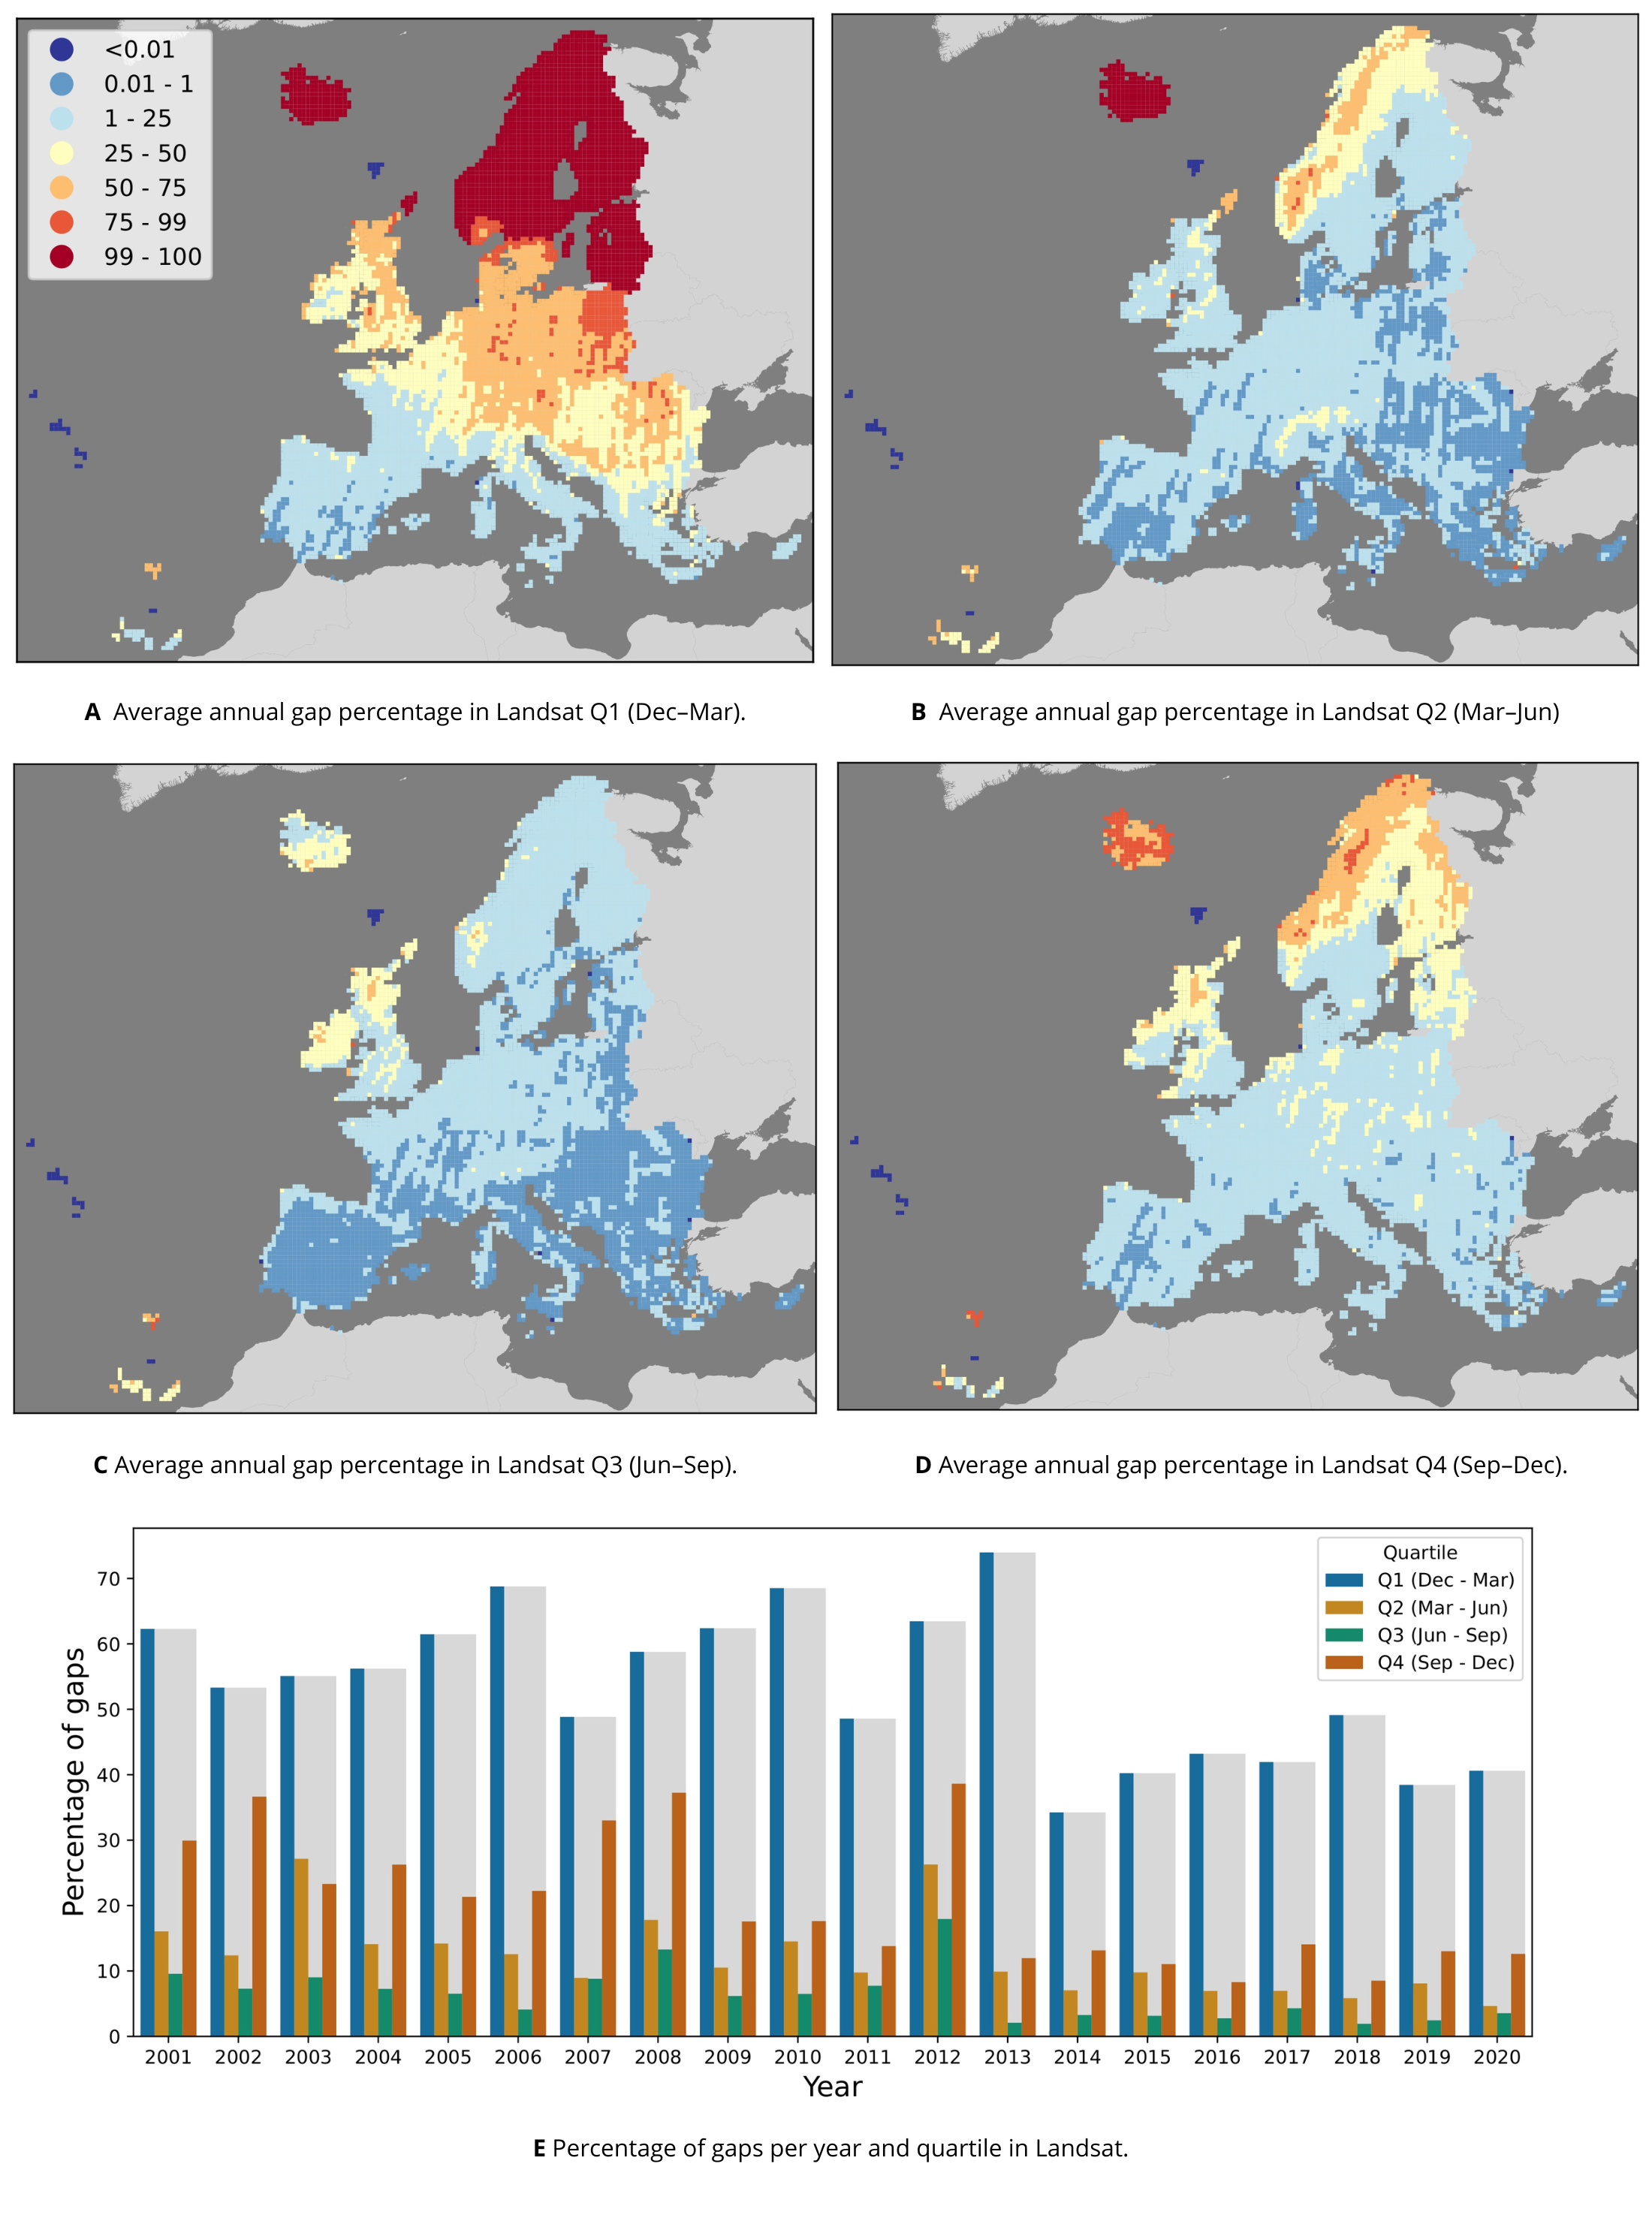 <0.01
0.01 - 1
1 - 25
25 - 50
50 - 75
75 - 99
99 - 100
A Average annual gap percentage in Landsat Q1 (Dec–Mar).
B Average annual gap percentage in Landsat Q2 (Mar–Jun)
C Average annual gap percentage in Landsat Q3 (Jun–Sep).
D Average annual gap percentage in Landsat Q4 (Sep–Dec).
Quartile
Q1 (Dec - Mar)
Q2 (Mar - Jun)
Q3 (Jun - Sep)
Q4 (Sep - Dec)
Percentage of gaps
70
60
50
40
30
20
10
0
2001 2002 2003 2004 2005 2006 2007 2008 2009 2010 2011 2012 2013 2014 2015 2016 2017 2018 2019 2020
Year
E Percentage of gaps per year and quartile in Landsat.